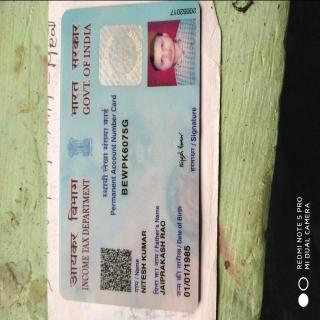 आयकर विभाग
INCOME TAX DEPARTMENT
भारत सरकार
GOVT. OF INDIA
स्थायी लेखा संख्या कार्ड
Permanent Account Number Card
BEWPK6075G
नाम / Name
NITESH KUMAR
पिता का नाम / Father's Name
JAIPRAKASH RAO
जन्म की तारीख / Date of Birth
01/01/1985
हस्ताक्षर / Signature
20052017
REDMI NOTE 5 PRO
MI DUAL CAMERA